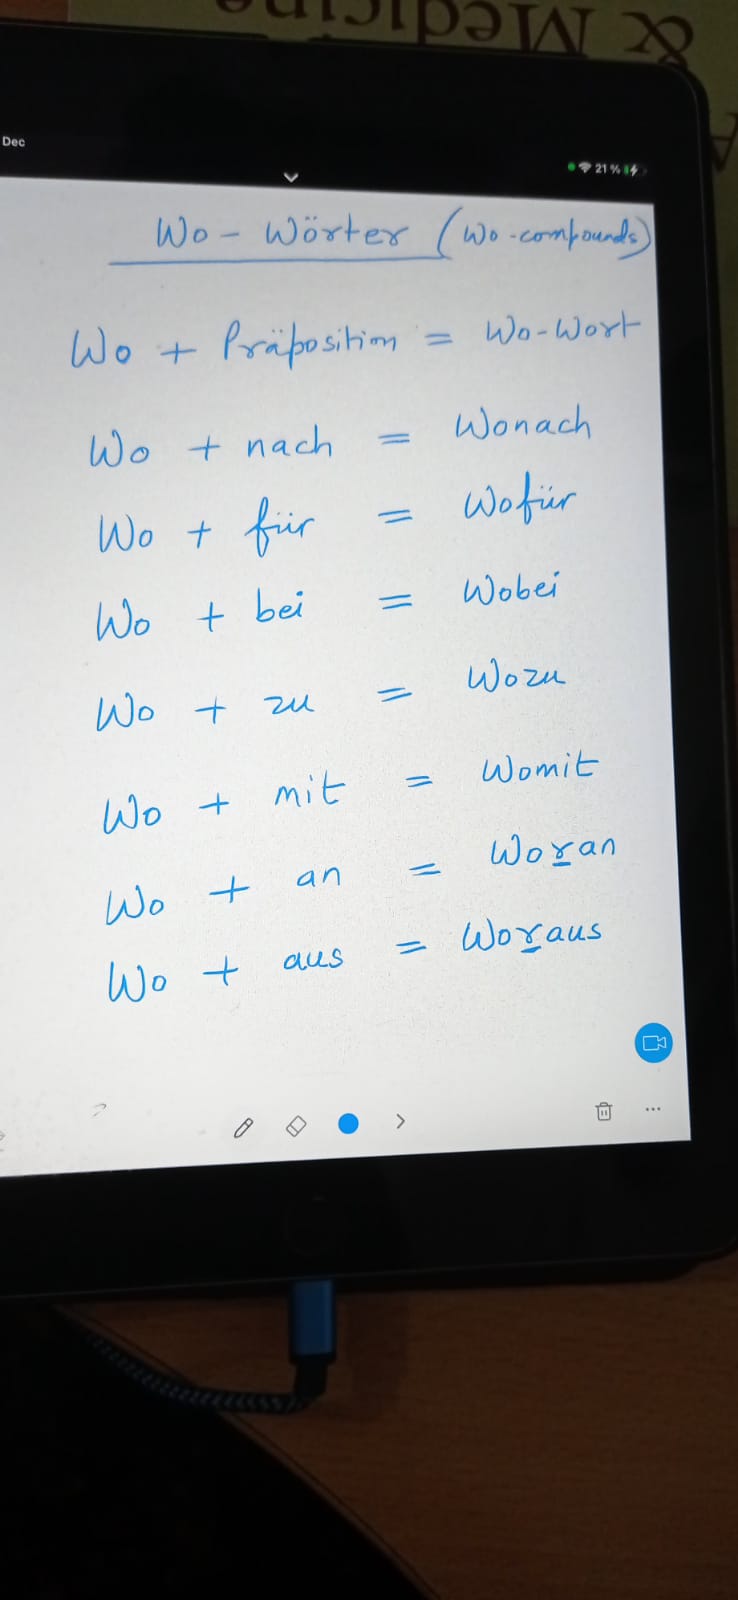 & Medicine
Dec
21 %
Wo - Wörter (Wo-compounds)
Wo + Präposition = Wo-Wort
Wo + nach = Wonach
Wo + für = Wofür
Wo + bei = Wobei
Wo + zu = Wozu
Wo + mit = Womit
Wo + an = Woran
Wo + aus = Woraus